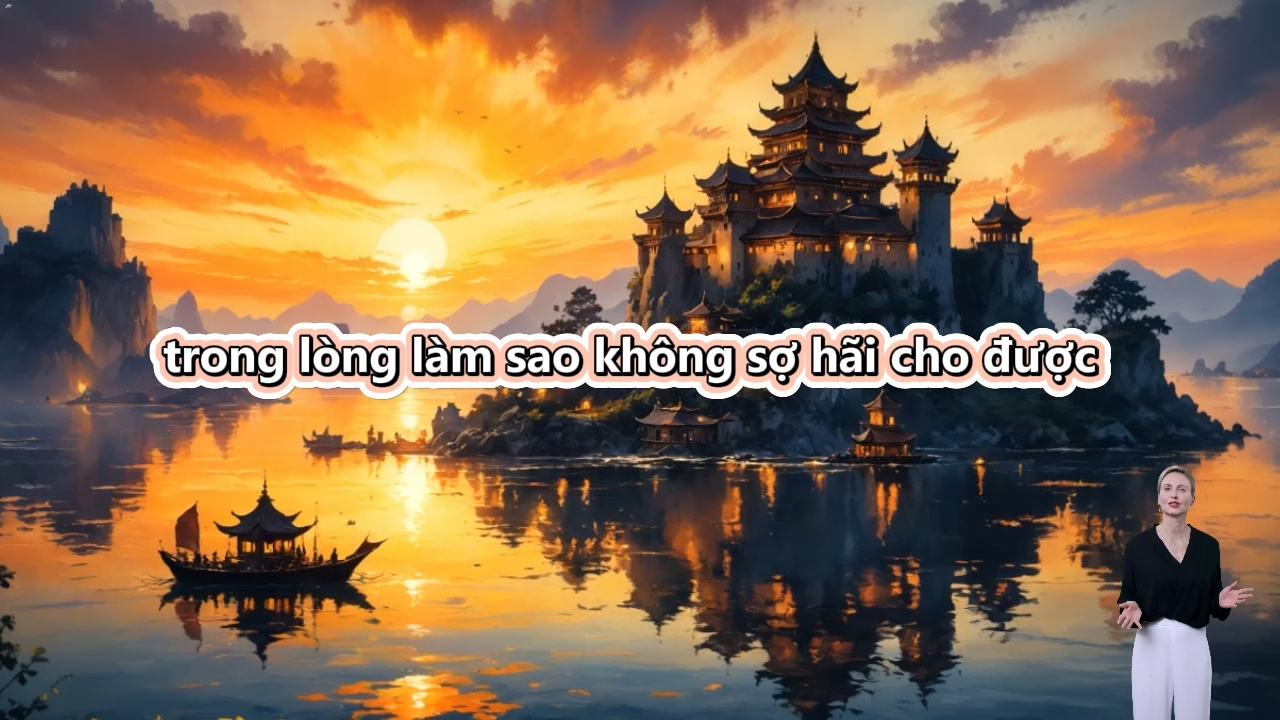 trong lòng làm sao không sợ hãi cho được